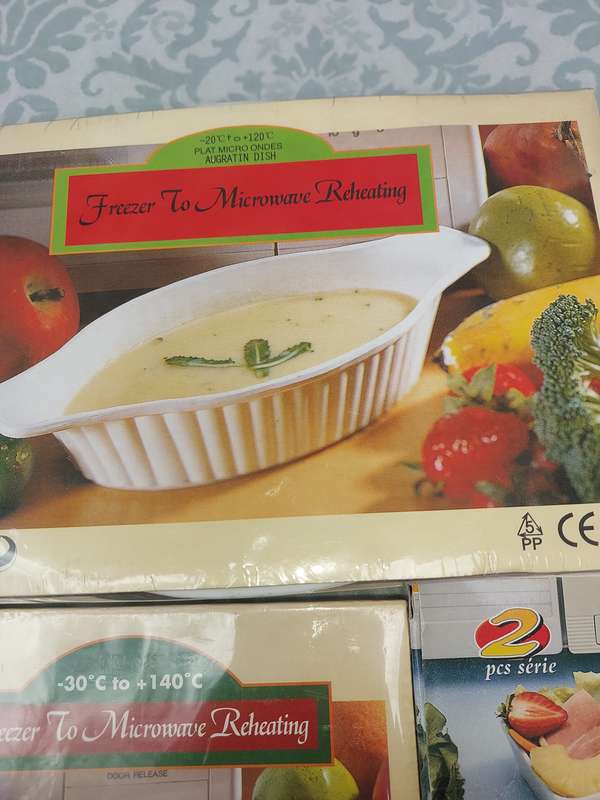 -20℃ to +120℃
PLAT MICRO ONDES
AUGRATIN DISH
Freezer To Microwave Reheating
5
PP
CE
-30°C to +140°C
eezer To Microwave Reheating
DOOR RELEASE
2
pcs série